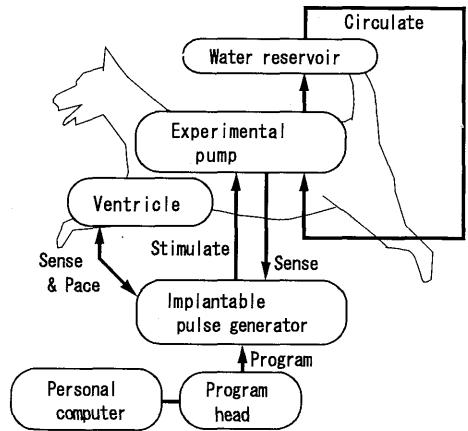 Circulate
Water reservoir
Experimental
pump
Ventricle
Stimulate
Sense
Sense
& Pace
Implantable
pulse generator
Program
Personal
computer
Program
head